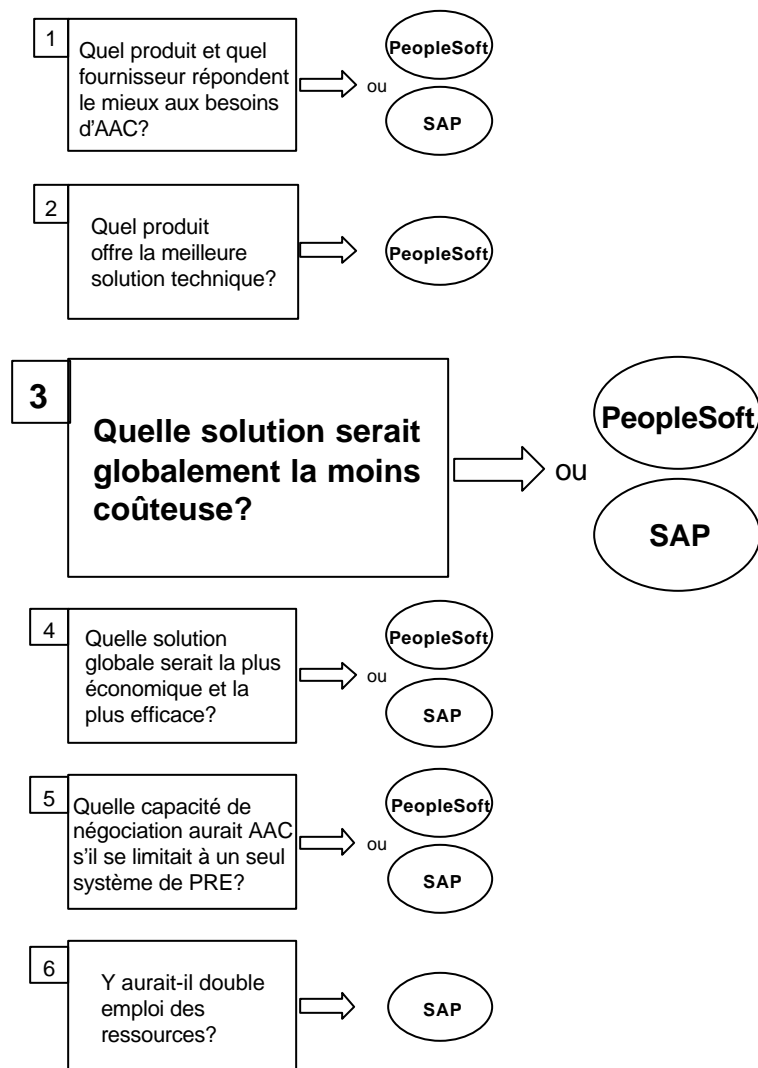 1
Quel produit et quel
fournisseur répondent
le mieux aux besoins
d'AAC?
PeopleSoft
ou
SAP
2
Quel produit
offre la meilleure
solution technique?
PeopleSoft
3
Quelle solution serait
globalement la moins
coûteuse?
PeopleSoft
ou
SAP
4
Quelle solution
globale serait la plus
économique et la
plus efficace?
PeopleSoft
ou
SAP
5
Quelle capacité de
négociation aurait AAC
s'il se limitait à un seul
système de PRE?
PeopleSoft
ou
SAP
6
Y aurait-il double
emploi des
ressources?
SAP